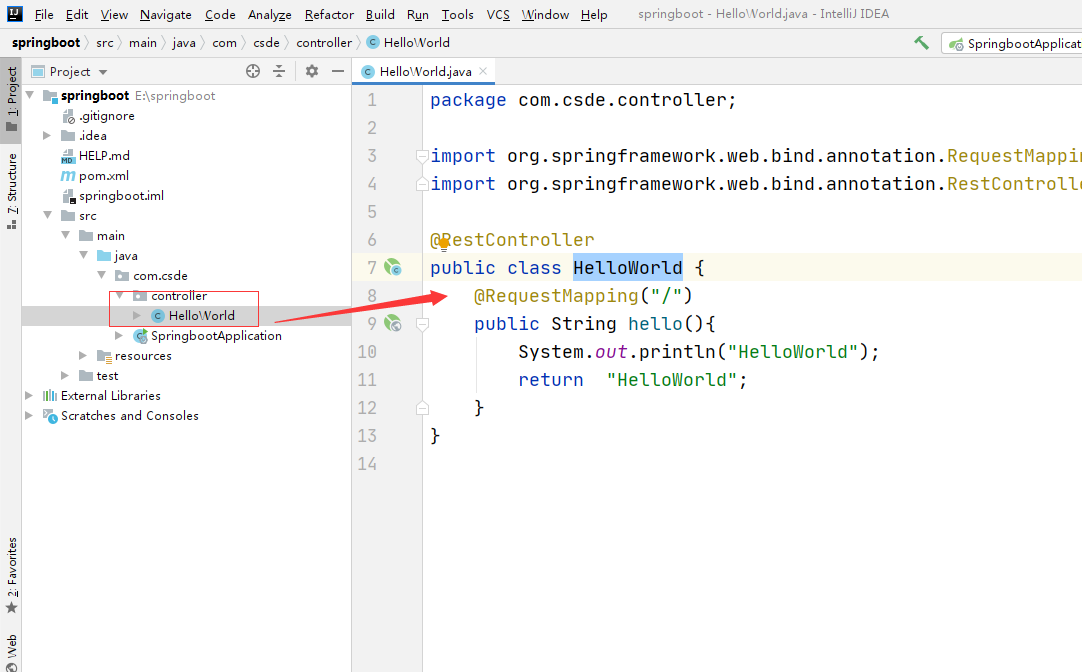 File Edit View Navigate Code Analyze Refactor Build Run Tools VCS Window Help springboot - HelloWorld.java - IntelliJ IDEA
springboot src main java com csde controller HelloWorld SpringbootApplicat
1: Project
Project
HelloWorld.java
springboot E:\springboot
.gitignore
.idea
HELP.md
pom.xml
springboot.iml
src
main
java
com.csde
controller
HelloWorld
SpringbootApplication
resources
test
External Libraries
Scratches and Consoles
7: Structure
2: Favorites
Web
1 package com.csde.controller;
2
3 import org.springframework.web.bind.annotation.RequestMappin
4 import org.springframework.web.bind.annotation.RestControlle
5
6 @RestController
7 public class HelloWorld {
8 @RequestMapping("/")
9 public String hello(){
10 System.out.println("HelloWorld");
11 return "HelloWorld";
12 }
13 }
14